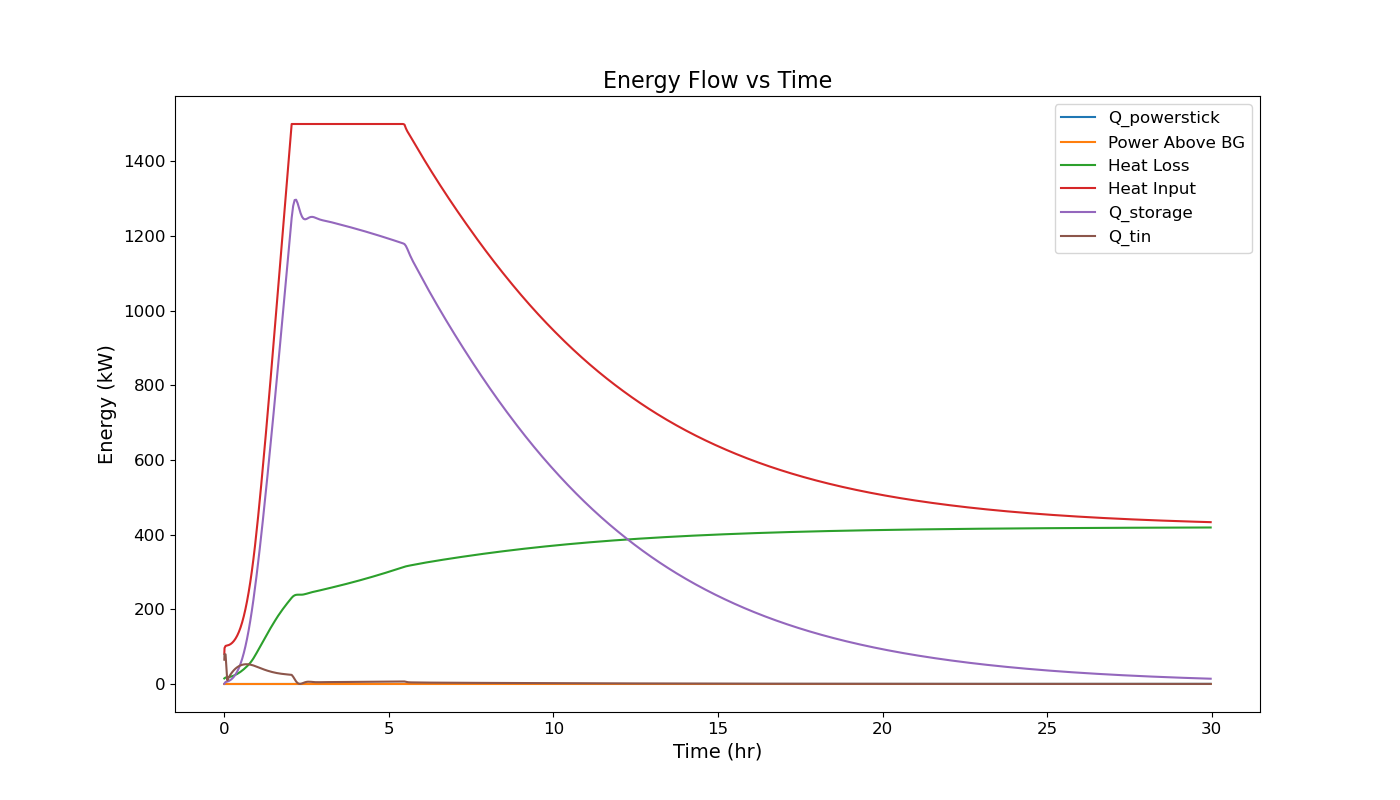 Energy Flow vs Time
Energy (kW)
1400
1200
1000
800
600
400
200
0
Q_powerstick
Power Above BG
Heat Loss
Heat Input
Q_storage
Q_tin
0 5 10 15 20 25 30
Time (hr)